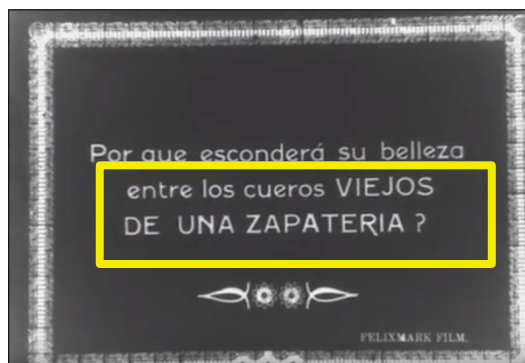 Por que esconderá su belleza
entre los cueros VIEJOS
DE UNA ZAPATERIA ?
FELIXMARK FILM.